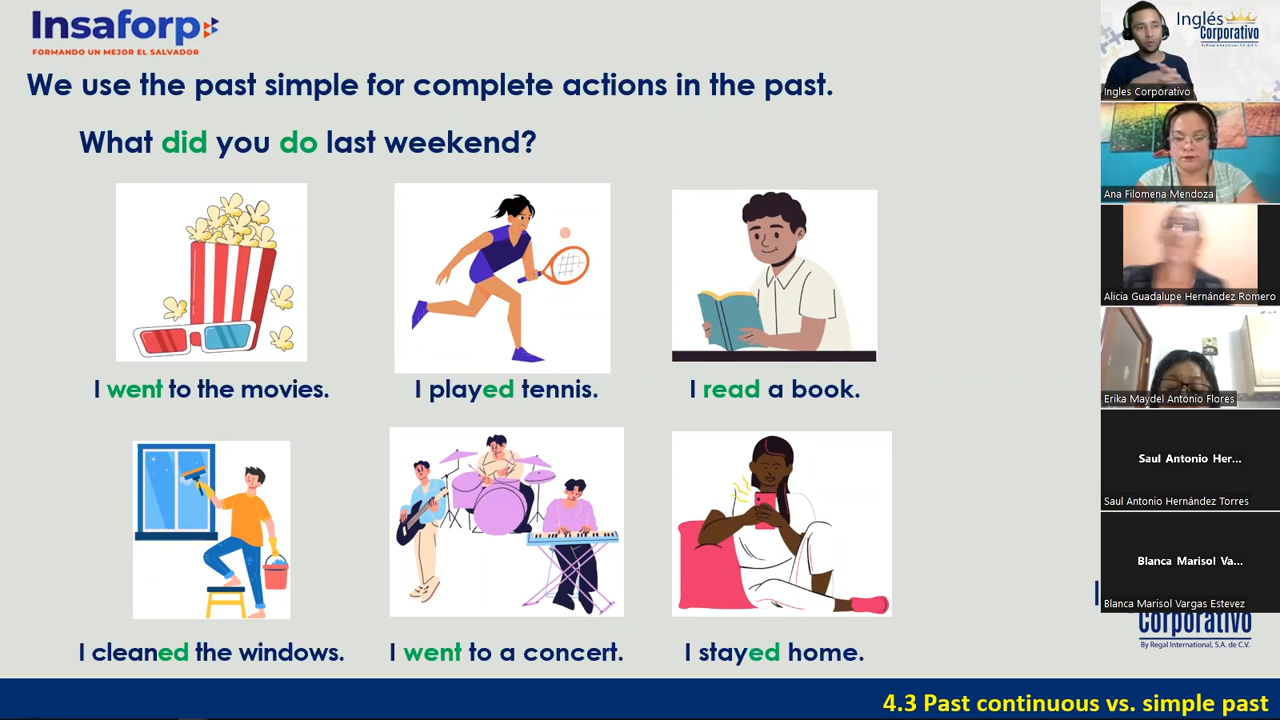 Insaforp
FORMANDO UN MEJOR EL SALVADOR
We use the past simple for complete actions in the past.
What did you do last weekend?
I went to the movies.
I played tennis.
I read a book.
I cleaned the windows.
I went to a concert.
I stayed home.
4.3 Past continuous vs. simple past
Inglés
Corporativo
By Regal International, S.A. de C.V.
Ingles Corporativo
Ana Filomena Mendoza
Alicia Guadalupe Hernández Romero
Erika Maydel Antonio Flores
Saul Antonio Her...
Saul Antonio Hernández Torres
Blanca Marisol Va...
Blanca Marisol Vargas Estevez
Corporativo
By Regal International, S.A. de C.V.